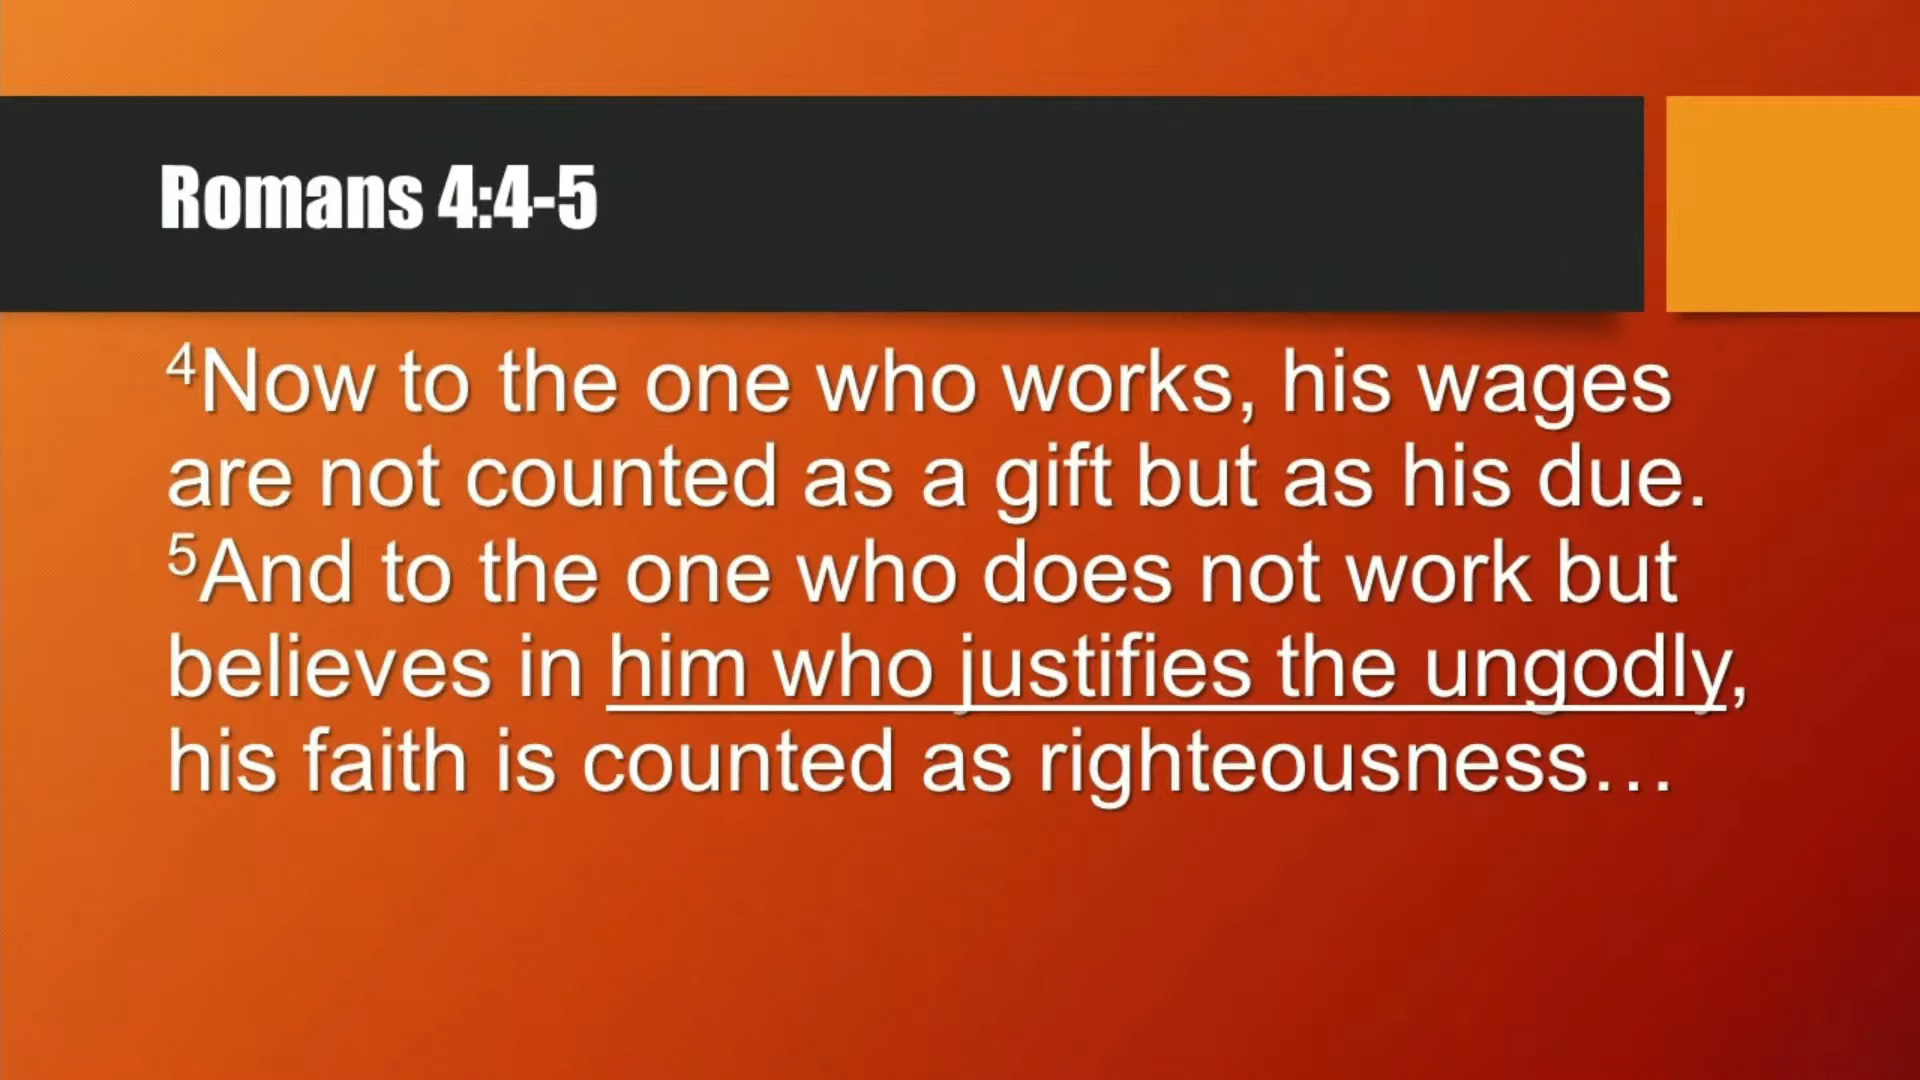 Romans 4:4-5
⁴Now to the one who works, his wages
are not counted as a gift but as his due.
⁵And to the one who does not work but
believes in him who justifies the ungodly,
his faith is counted as righteousness…